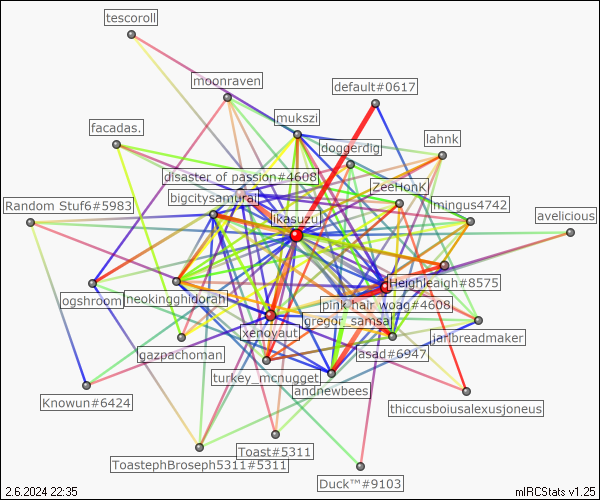 tescoroll
moonraven
default#0617
mukszi
facadas.
lahnk
doggerdig
disaster of passion#4608
ZeeHonK
bigcitysamurai
Random Stuf6#5983
mingus4742
likasuzu
avelicious
Heighleaigh#8575
ogshroom
neokingghidorah
pink hair woag#4608
gregor_samsa
xenoyaut
jarlbreadmaker
gazpachoman
asad#6947
turkey_mcnugget
andnewbees
Knowun#6424
thiccusboiusalexusjoneus
Toast#5311
ToastephBroseph5311#5311
Duck™#9103
2.6.2024 22:35
mIRCStats v1.25